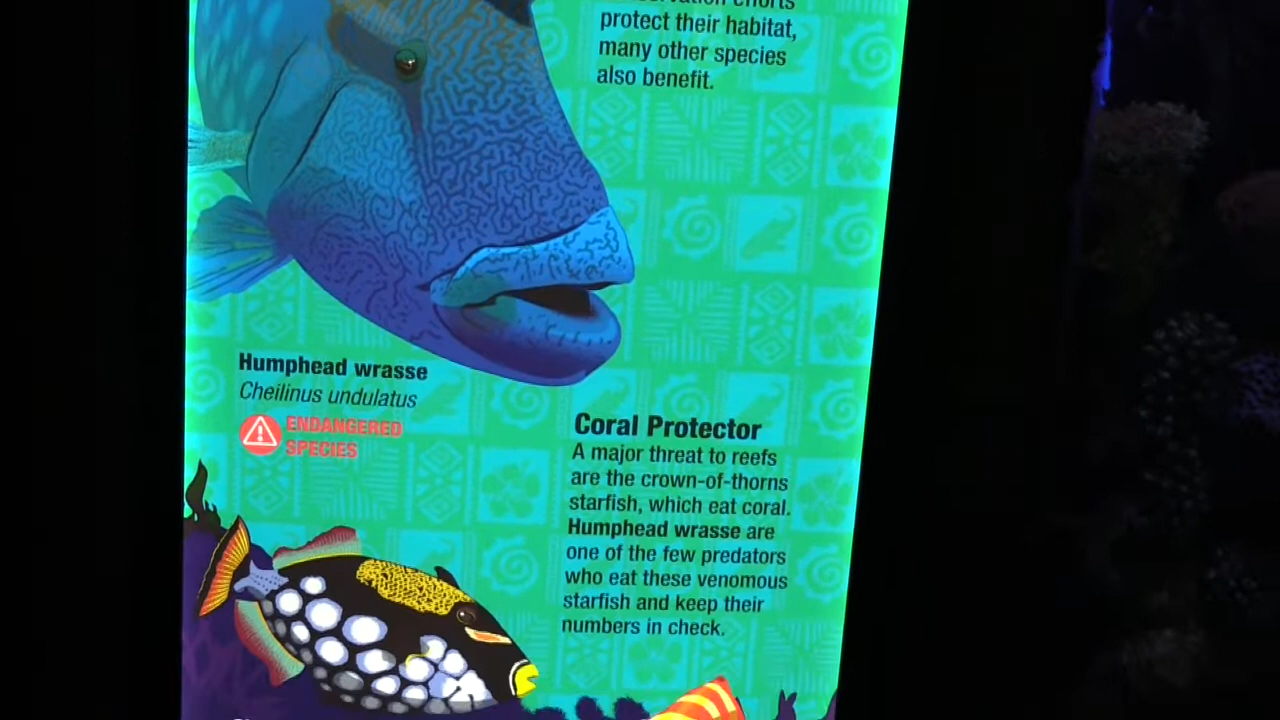 protect their habitat,
many other species
also benefit.
Humphead wrasse
Cheilinus undulatus
ENDANGERED
SPECIES
Coral Protector
A major threat to reefs
are the crown-of-thorns
starfish, which eat coral.
Humphead wrasse are
one of the few predators
who eat these venomous
starfish and keep their
numbers in check.